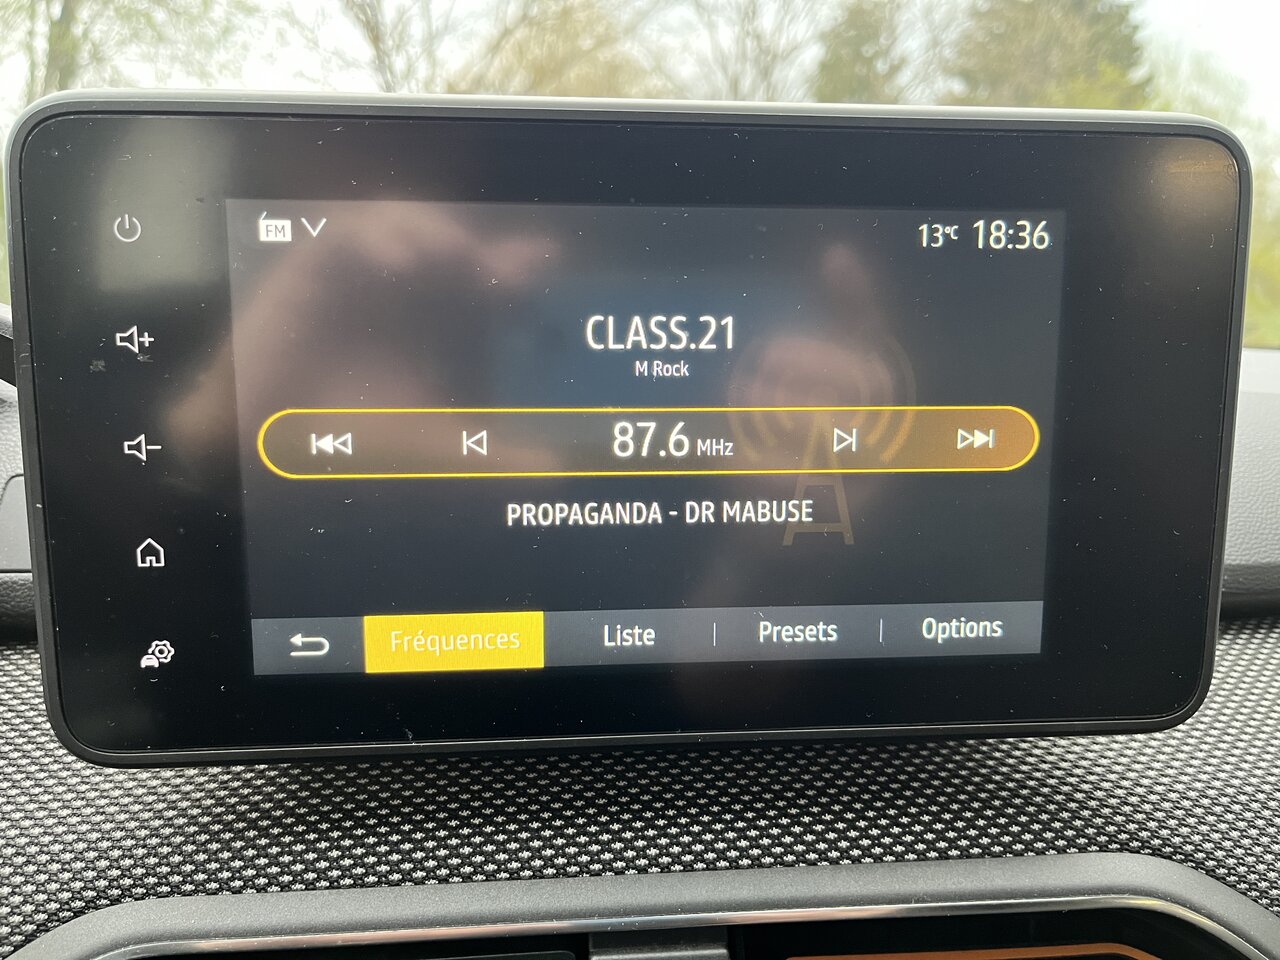 FM
13°C 18:36
CLASS.21
M Rock
87.6 MHz
PROPAGANDA - DR MABUSE
Fréquences Liste Presets Options